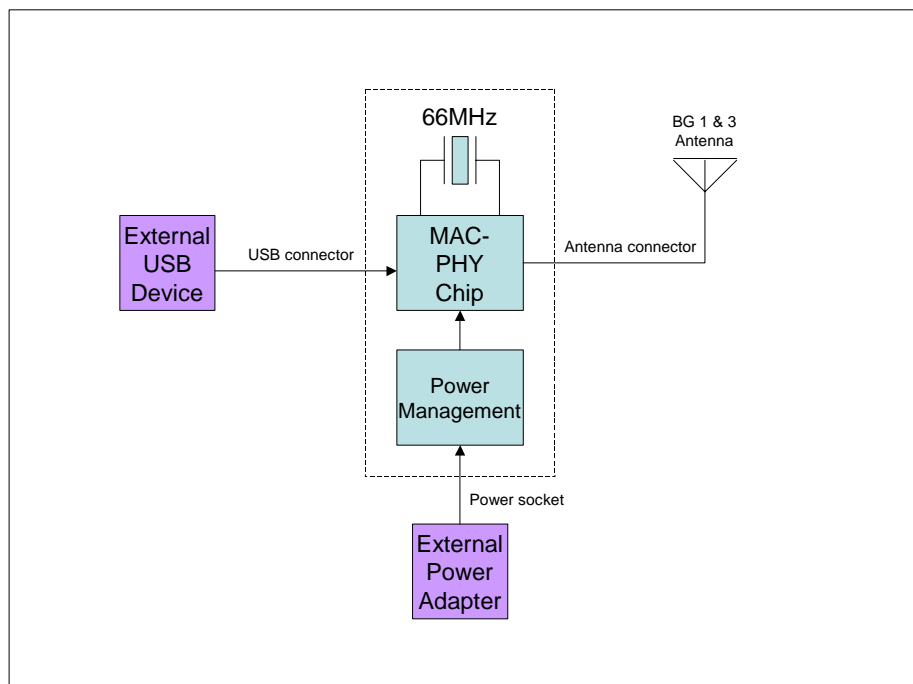 66MHz
BG 1 & 3
Antenna
External
USB
Device
USB connector
MAC-
PHY
Chip
Antenna connector
Power
Management
Power socket
External
Power
Adapter